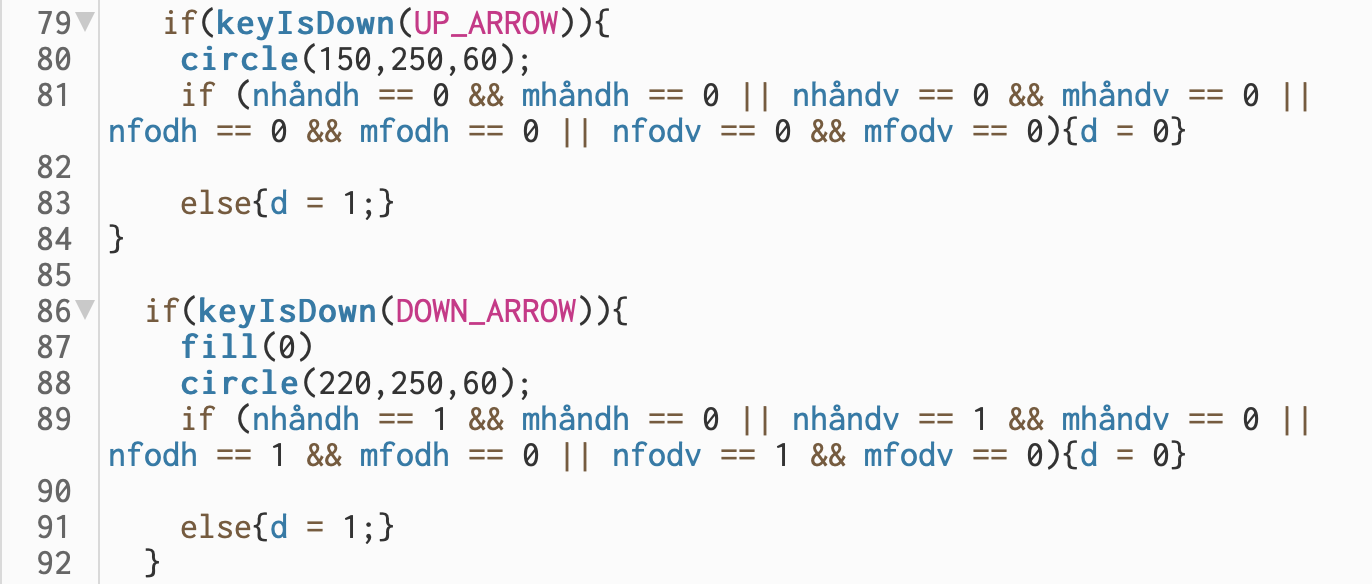 79 if(keyIsDown(UP_ARROW)){
80 circle(150,250,60);
81 if (nhåndh == 0 && mhåndh == 0 || nhåndv == 0 && mhåndv == 0 ||
nfodh == 0 && mfodh == 0 || nfodv == 0 && mfodv == 0){d = 0}
82
83 else{d = 1;}
84 }
85
86 if(keyIsDown(DOWN_ARROW)){
87 fill(0)
88 circle(220,250,60);
89 if (nhåndh == 1 && mhåndh == 0 || nhåndv == 1 && mhåndv == 0 ||
nfodh == 1 && mfodh == 0 || nfodv == 1 && mfodv == 0){d = 0}
90
91 else{d = 1;}
92 }